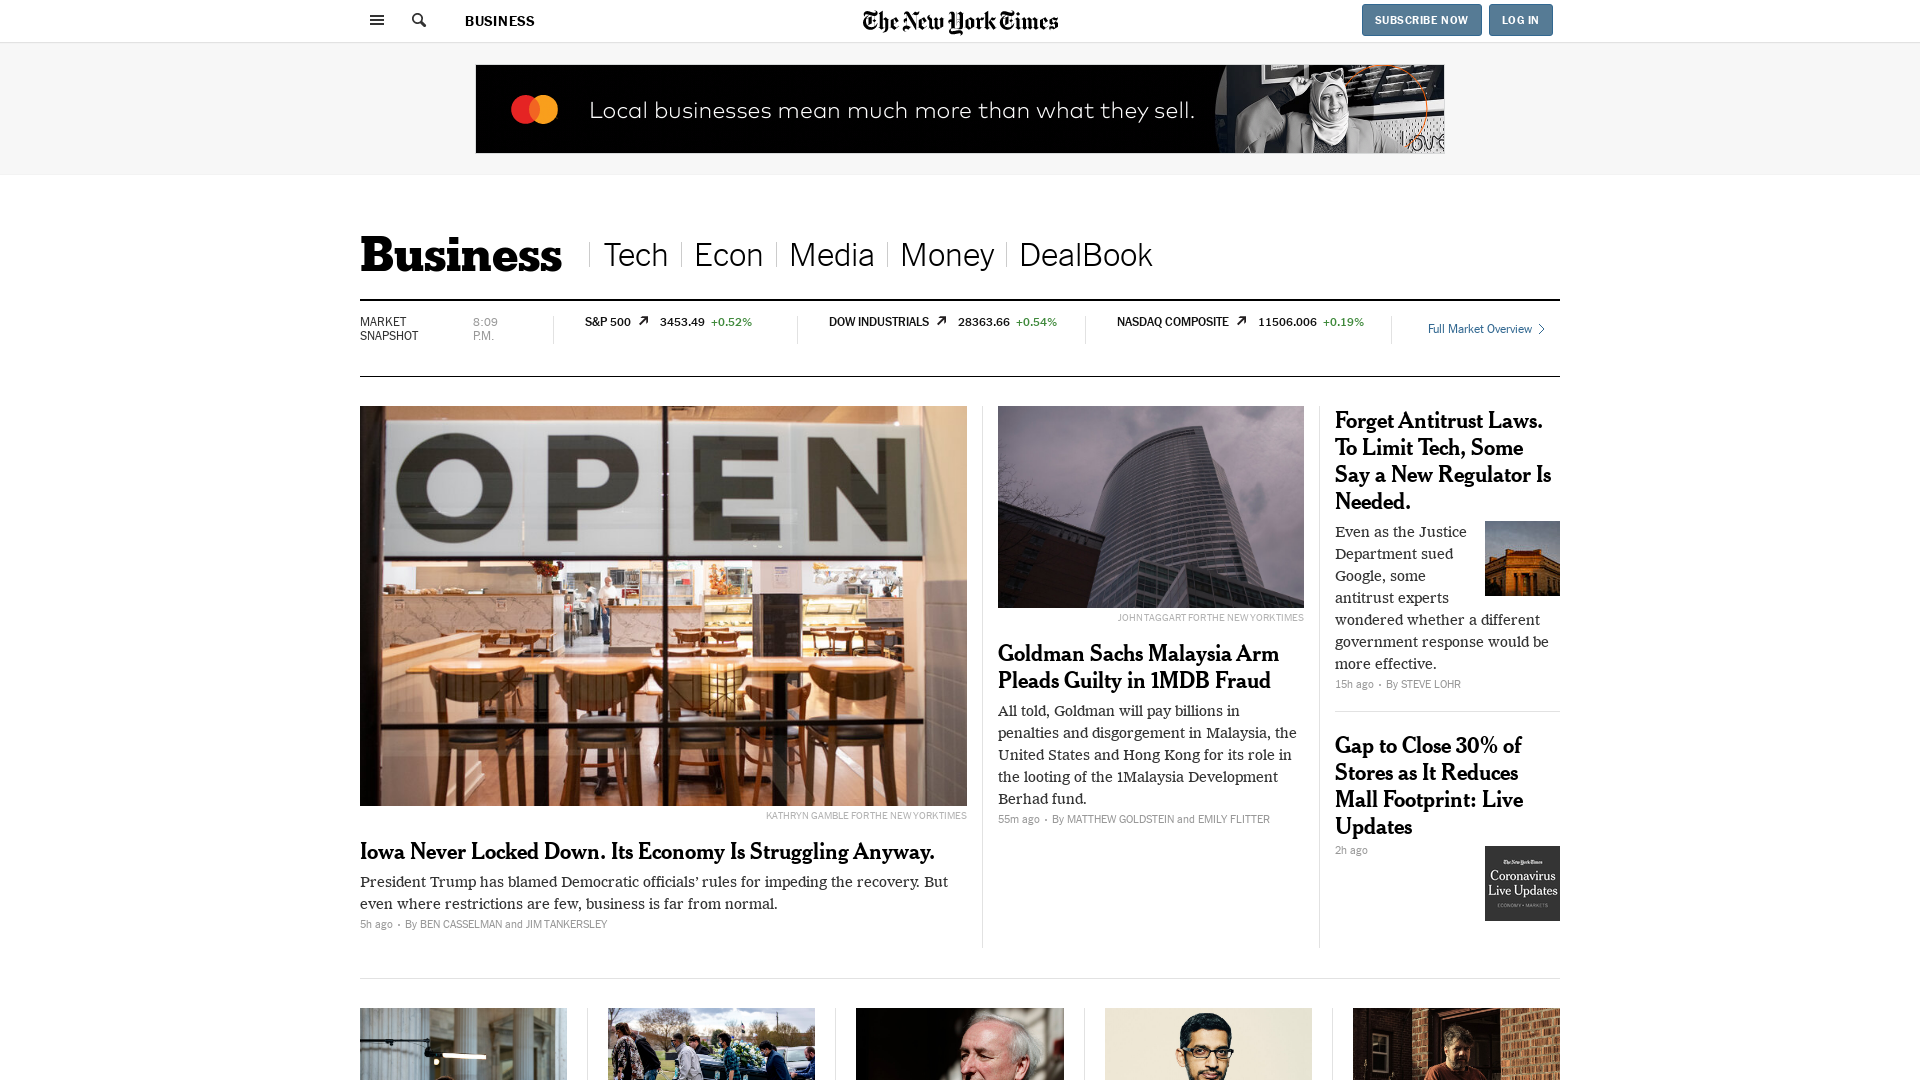 BUSINESS
The New York Times
SUBSCRIBE NOW
LOG IN
Local businesses mean much more than what they sell.
love
Business
Tech
Econ
Media
Money
DealBook
MARKET
SNAPSHOT
8:09
P.M.
S&P 500 3453.49 +0.52%
DOW INDUSTRIALS 28363.66 +0.54%
NASDAQ COMPOSITE 11506.006 +0.19%
Full Market Overview
OPEN
KATHRYN GAMBLE FOR THE NEW YORK TIMES
Iowa Never Locked Down. Its Economy Is Struggling Anyway.
President Trump has blamed Democratic officials’ rules for impeding the recovery. But
even where restrictions are few, business is far from normal.
5h ago • By BEN CASSELMAN and JIM TANKERSLEY
JOHN TAGGART FOR THE NEW YORK TIMES
Goldman Sachs Malaysia Arm
Pleads Guilty in 1MDB Fraud
All told, Goldman will pay billions in
penalties and disgorgement in Malaysia, the
United States and Hong Kong for its role in
the looting of the 1Malaysia Development
Berhad fund.
55m ago • By MATTHEW GOLDSTEIN and EMILY FLITTER
Forget Antitrust Laws.
To Limit Tech, Some
Say a New Regulator Is
Needed.
Even as the Justice
Department sued
Google, some
antitrust experts
wondered whether a different
government response would be
more effective.
15h ago • By STEVE LOHR
Gap to Close 30% of
Stores as It Reduces
Mall Footprint: Live
Updates
2h ago
The New York Times
Coronavirus
Live Updates
ECONOMY • MARKETS